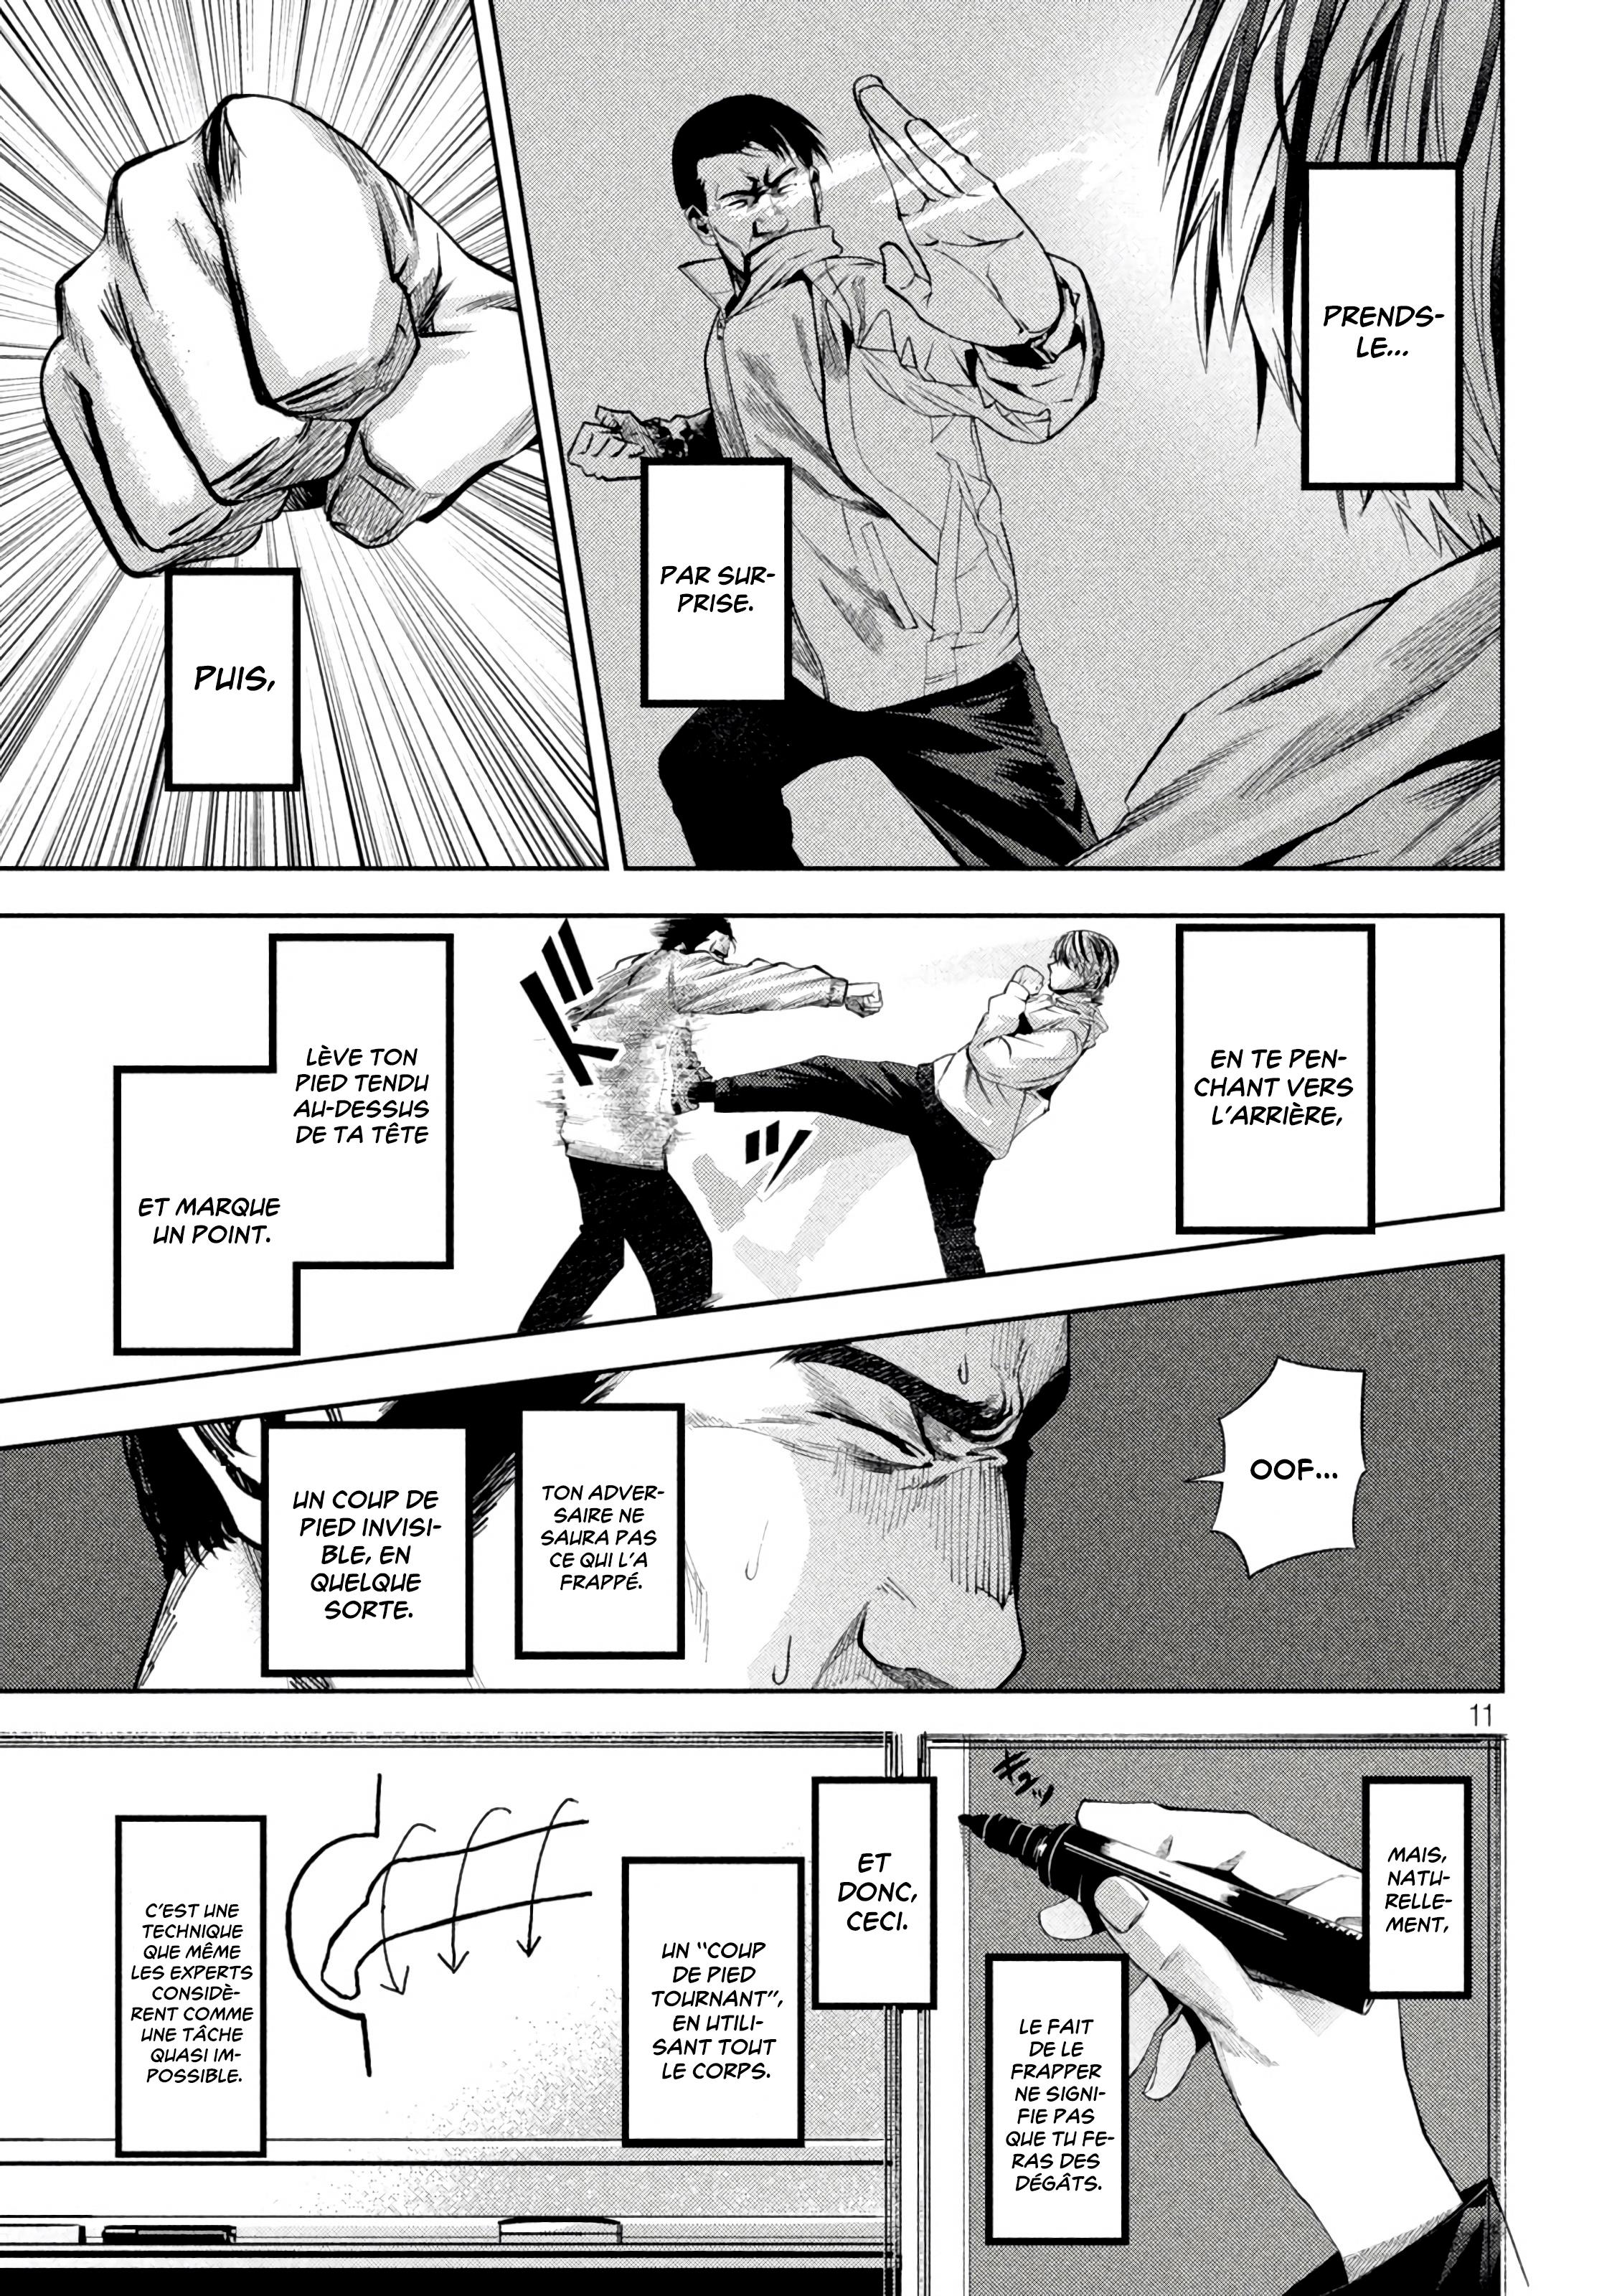 PRENDS-
LE...
PAR SUR-
PRISE.
PUIS,
EN TE PEN-
CHANT VERS
L'ARRIÈRE,
LÈVE TON
PIED TENDU
AU-DESSUS
DE TA TÊTE
ET MARQUE
UN POINT.
OOF...
TON ADVER-
SAIRE NE
SAURA PAS
CE QUI L'A
FRAPPÉ.
UN COUP DE
PIED INVISI-
BLE, EN
QUELQUE
SORTE.
11
MAIS,
NATU-
RELLE-
MENT,
キュッ
LE FAIT
DE LE
FRAPPER
NE SIGNI-
FIE PAS
QUE TU FE-
RAS DES
DÉGÂTS.
ET
DONC,
CECI.
UN "COUP
DE PIED
TOURNANT",
EN UTILI-
SANT TOUT
LE CORPS.
C'EST UNE
TECHNIQUE
QUE MÊME
LES EXPERTS
CONSIDÈ-
RENT COMME
UNE TÂCHE
QUASI IM-
POSSIBLE.